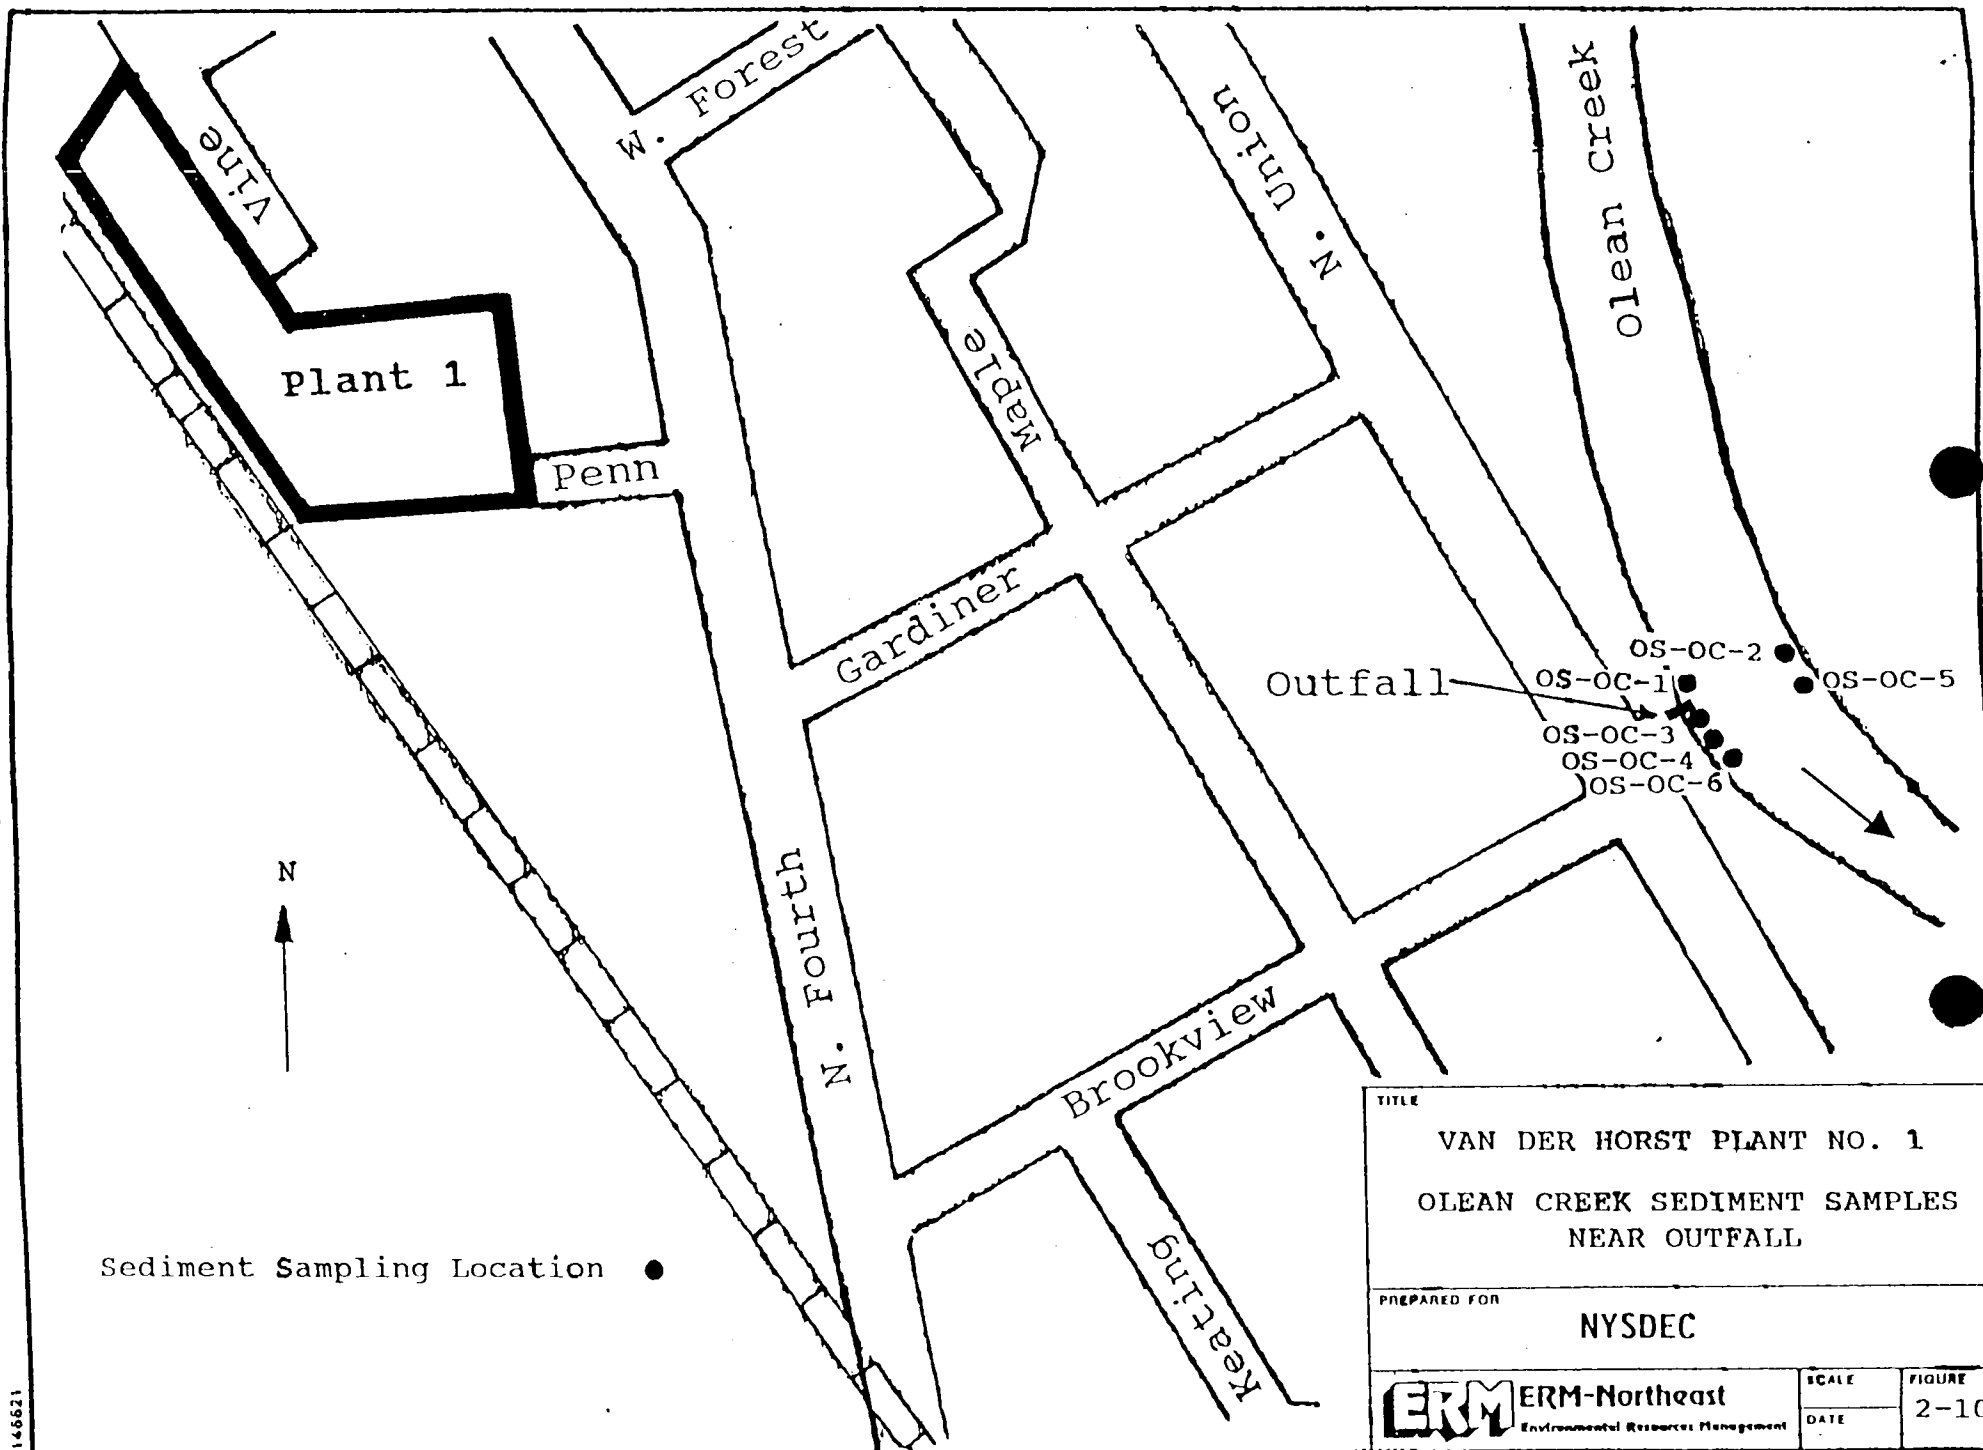 W. Forest
Vine
N. Union
Olean Creek
Plant 1
Maple
Penn
Gardiner
OS-OC-2
Outfall
OS-OC-1
OS-OC-5
OS-OC-3
OS-OC-4
OS-OC-6
N
N. Fourth
Brookview
Keating
Sediment Sampling Location
TITLE
VAN DER HORST PLANT NO. 1
OLEAN CREEK SEDIMENT SAMPLES
NEAR OUTFALL
PREPARED FOR
NYSDEC
ERM ERM-Northeast
Environmental Resources Management
SCALE
DATE
FIGURE
2-10
146621